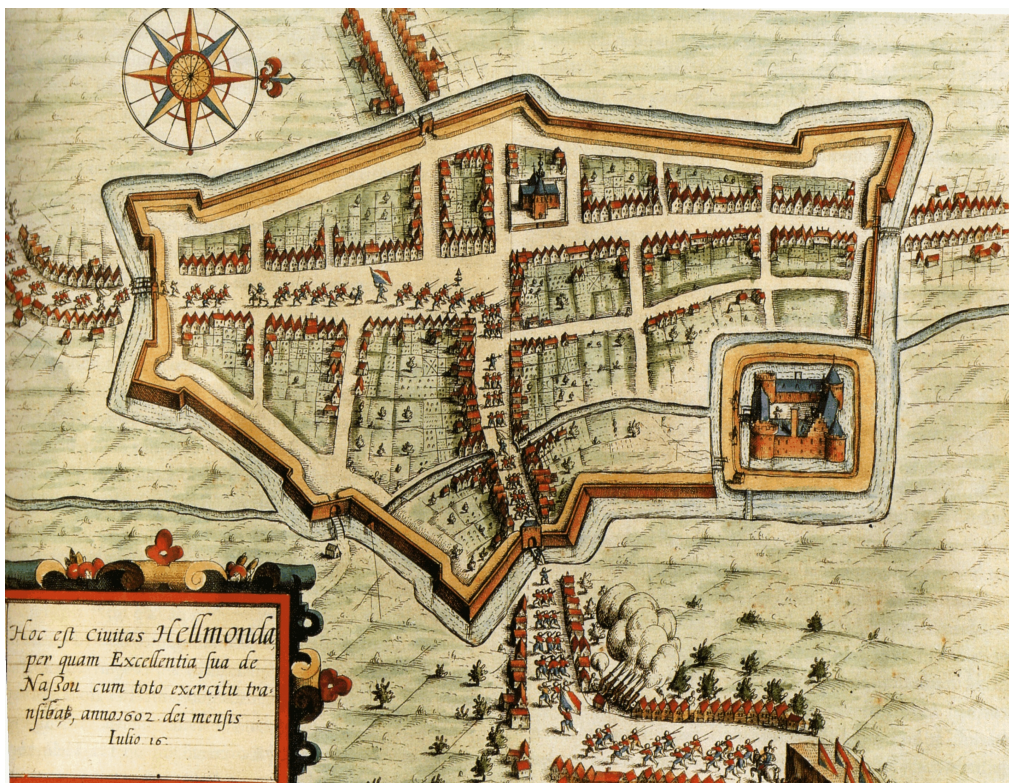 Hoc est Ciuitas Hellmonda
per quam Excellentia sua de
Naßou cum toto exercitu tra-
nsibat, anno 1602 dei mensis
Iulio 16